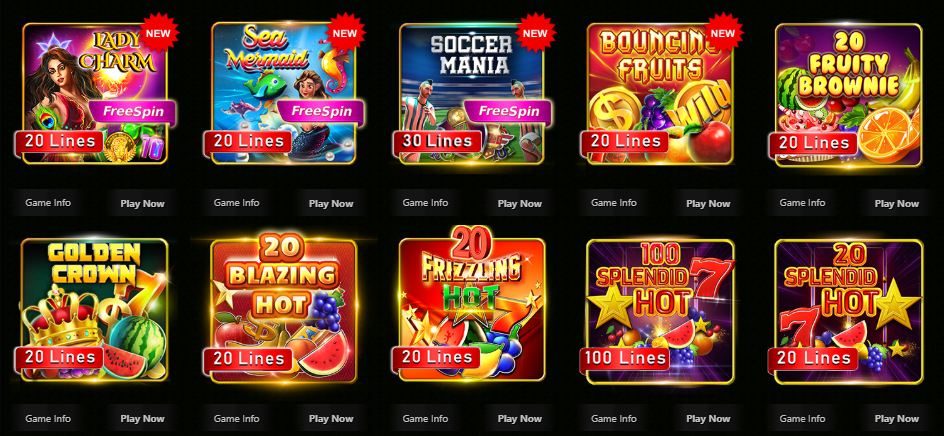 LADY CHARM
NEW
FreeSpin
20 Lines
Game Info
Play Now
Sea Mermaid
NEW
FreeSpin
20 Lines
Game Info
Play Now
SOCCER MANIA
NEW
FreeSpin
30 Lines
Game Info
Play Now
BOUNCING FRUITS
NEW
Wild
20 Lines
Game Info
Play Now
20 FRUITY BROWNIE
20 Lines
Game Info
Play Now
GOLDEN CROWN
7
20 Lines
Game Info
Play Now
20 BLAZING HOT
20 Lines
Game Info
Play Now
20 FRIZZLING HOT
20 Lines
Game Info
Play Now
100 SPLENDID HOT
7
100 Lines
Game Info
Play Now
20 SPLENDID HOT
7
20 Lines
Game Info
Play Now